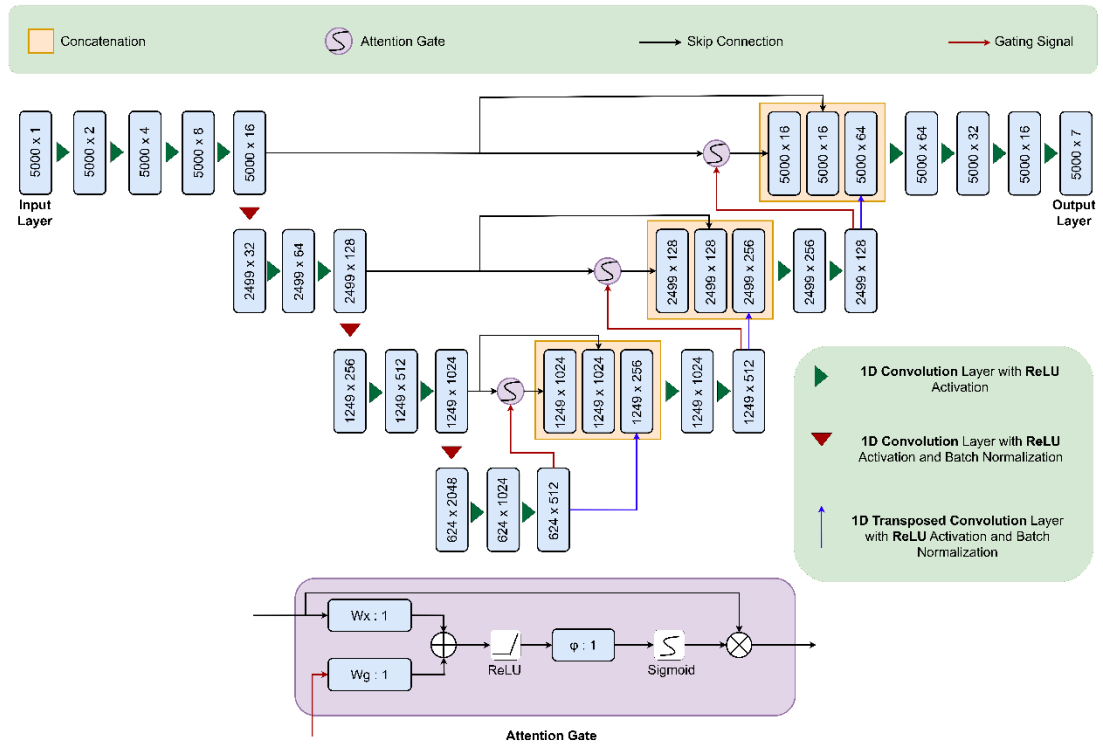 Concatenation
Attention Gate
Skip Connection
Gating Signal
5000 x 1
5000 x 2
5000 x 4
5000 x 8
5000 x 16
5000 x 16
5000 x 16
5000 x 64
5000 x 64
5000 x 32
5000 x 16
5000 x 7
Input
Layer
Output
Layer
2499 x 32
2499 x 64
2499 x 128
2499 x 128
2499 x 128
2499 x 256
2499 x 256
2499 x 128
1249 x 256
1249 x 512
1249 x 1024
1249 x 1024
1249 x 1024
1249 x 256
1249 x 1024
1249 x 512
624 x 2048
624 x 1024
624 x 512
1D Convolution Layer with ReLU
Activation
1D Convolution Layer with ReLU
Activation and Batch Normalization
1D Transposed Convolution Layer
with ReLU Activation and Batch
Normalization
Wx : 1
Wg : 1
ReLU
φ : 1
Sigmoid
Attention Gate